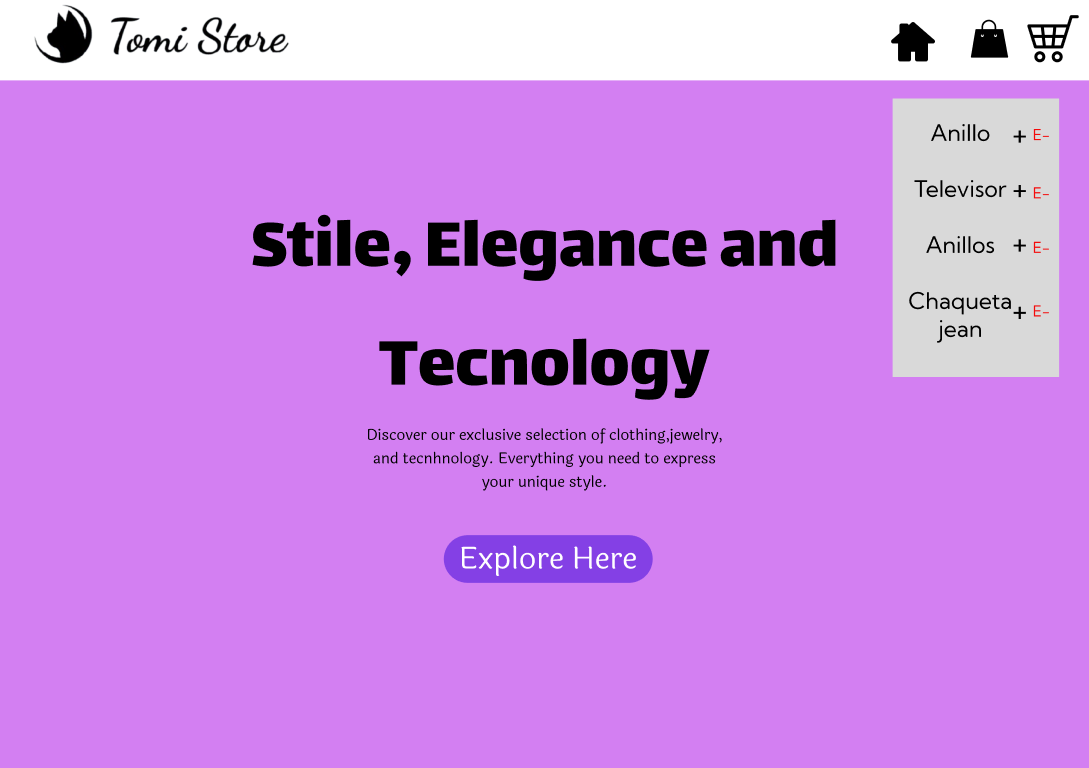 Tomi Store
Anillo + E-
Televisor + E-
Anillos + E-
Chaqueta + E-
jean
Stile, Elegance and
Tecnology
Discover our exclusive selection of clothing,jewelry,
and tecnhnology. Everything you need to express
your unique style.
Explore Here